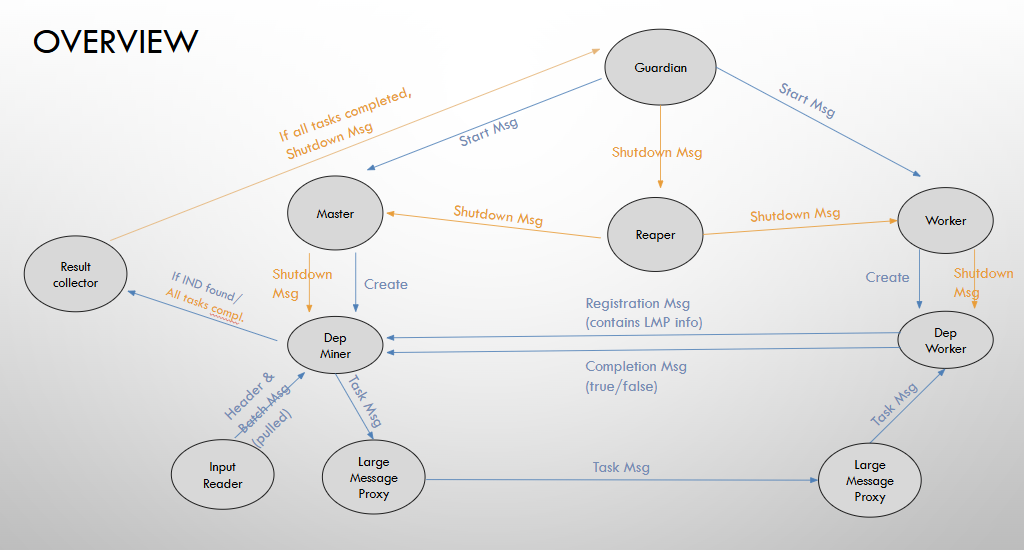 OVERVIEW
Guardian
If all tasks completed,
Shutdown Msg
Start Msg
Start Msg
Shutdown Msg
Master
Shutdown Msg
Reaper
Shutdown Msg
Worker
Result
collector
If IND found/
All tasks compl.
Shutdown
Msg
Create
Create
Shutdown
Msg
Registration Msg
(contains LMP info)
Dep
Miner
Dep
Worker
Completion Msg
(true/false)
Header &
Batch Msg
(pulled)
Task Msg
Task Msg
Input
Reader
Large
Message
Proxy
Task Msg
Large
Message
Proxy